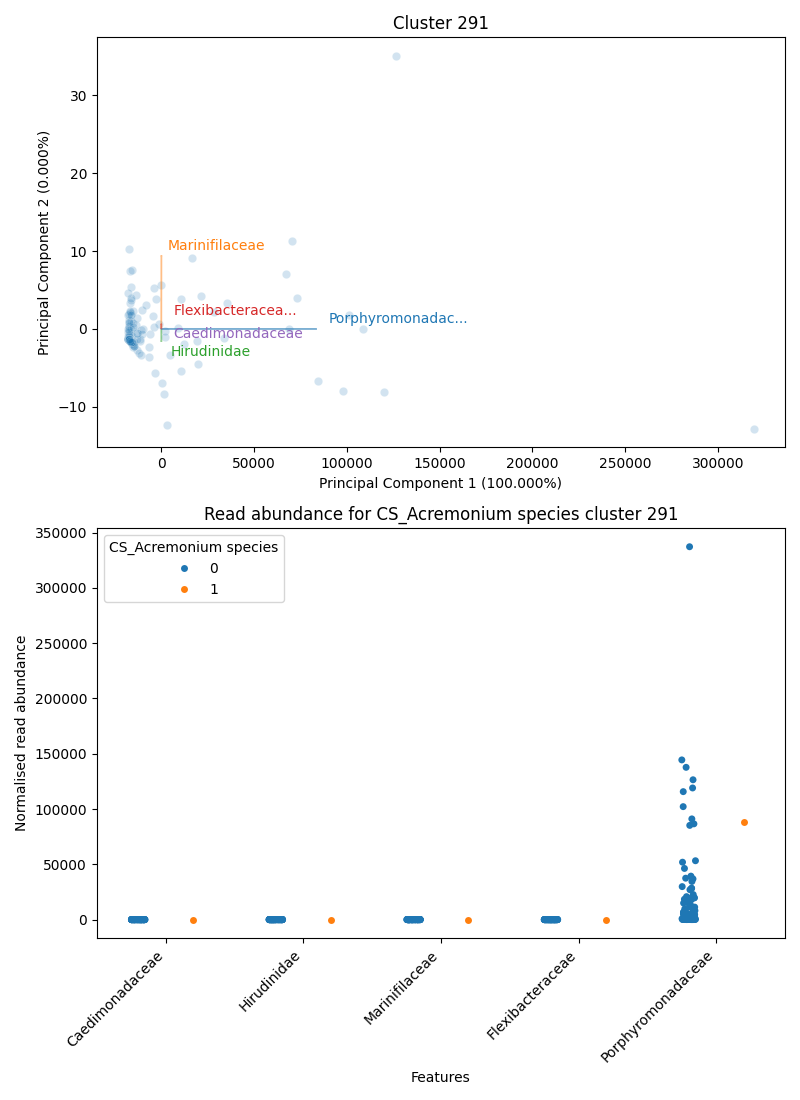 Cluster 291
30
20
10
0
−10
Principal Component 2 (0.000%)
Marinifilaceae
Flexibacteracea...
Porphyromonadac...
Caedimonadaceae
Hirudinidae
0 50000 100000 150000 200000 250000 300000
Principal Component 1 (100.000%)
Read abundance for CS_Acremonium species cluster 291
350000
300000
250000
200000
150000
100000
50000
0
Normalised read abundance
CS_Acremonium species
0
1
Caedimonadaceae
Hirudinidae
Marinifilaceae
Flexibacteraceae
Porphyromonadaceae
Features